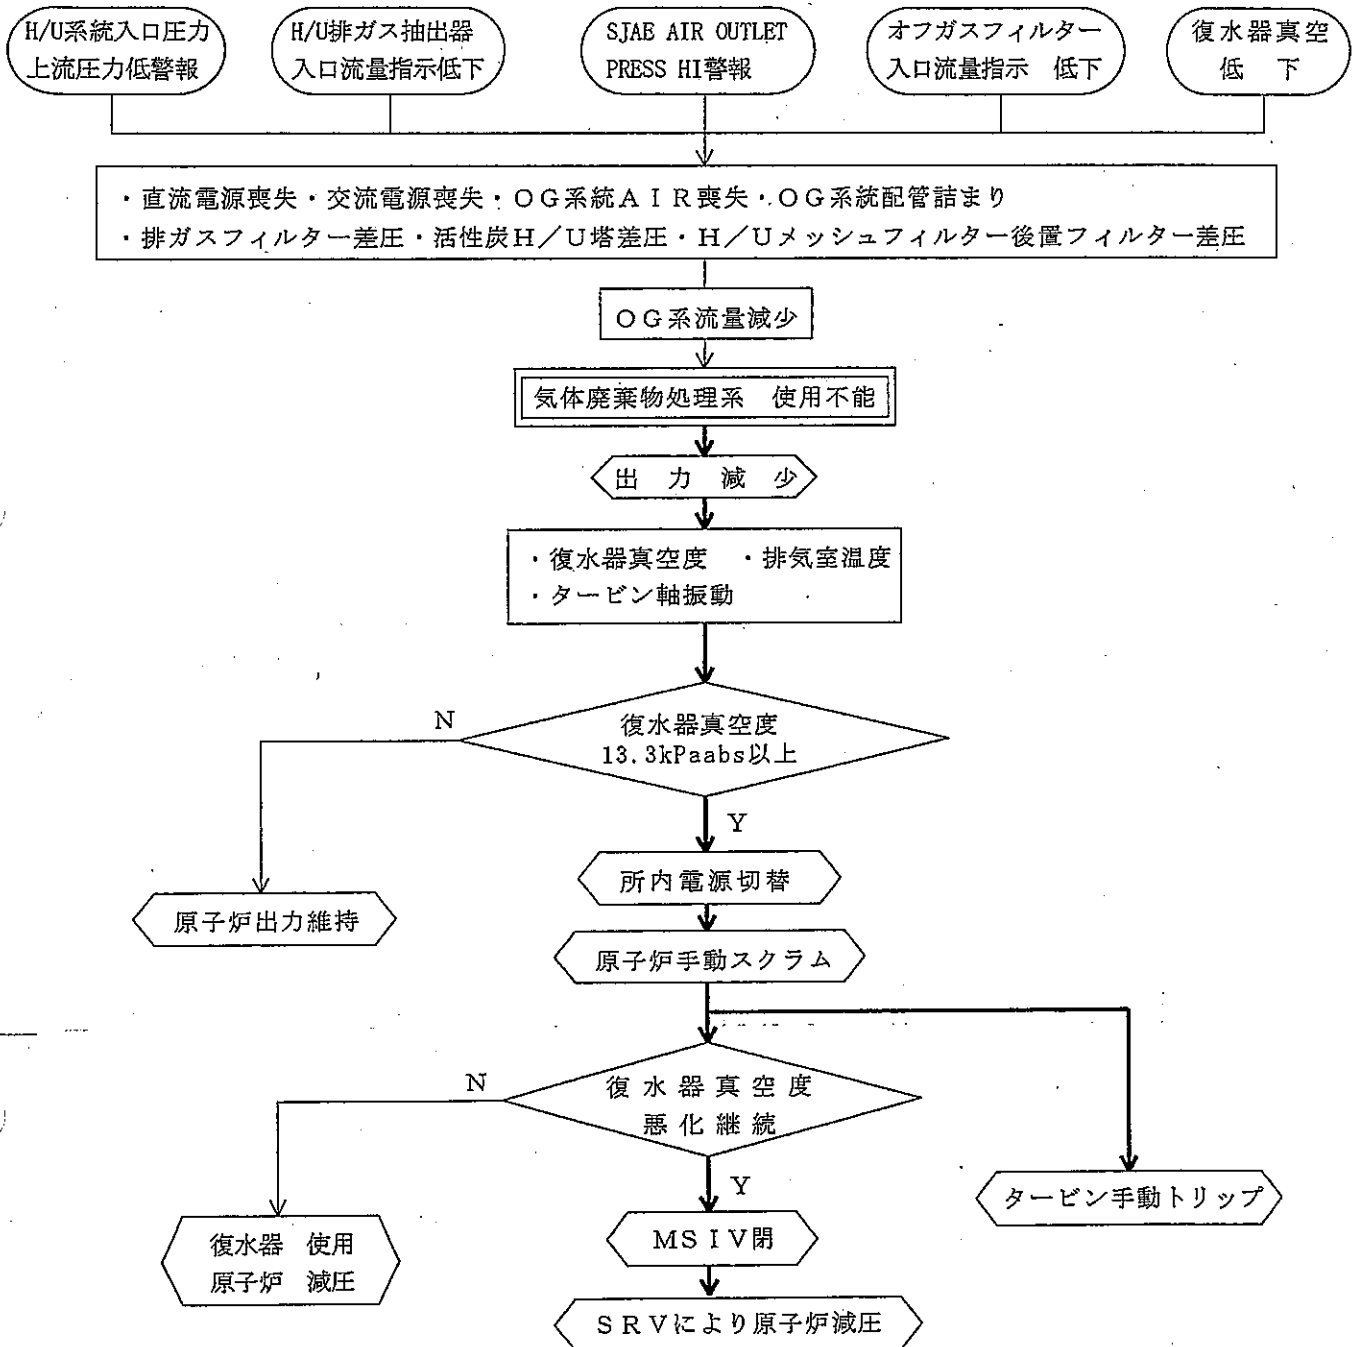 H/U系統入口圧力
上流圧力低警報
H/U排ガス抽出器
入口流量指示低下
SJAE AIR OUTLET
PRESS HI警報
オフガスフィルター
入口流量指示 低下
復水器真空
低 下
・直流電源喪失・交流電源喪失・OG系統AIR喪失・OG系統配管詰まり
・排ガスフィルター差圧・活性炭H/U塔差圧・H/Uメッシュフィルター後置フィルター差圧
OG系流量減少
気体廃棄物処理系 使用不能
出 力 減 少
・復水器真空度 ・排気室温度
・タービン軸振動
復水器真空度
13.3kPaabs以上
N
Y
原子炉出力維持
所内電源切替
原子炉手動スクラム
復水器真空度
悪化継続
N
Y
タービン手動トリップ
復水器 使用
原子炉 減圧
MSIV閉
SRVにより原子炉減圧